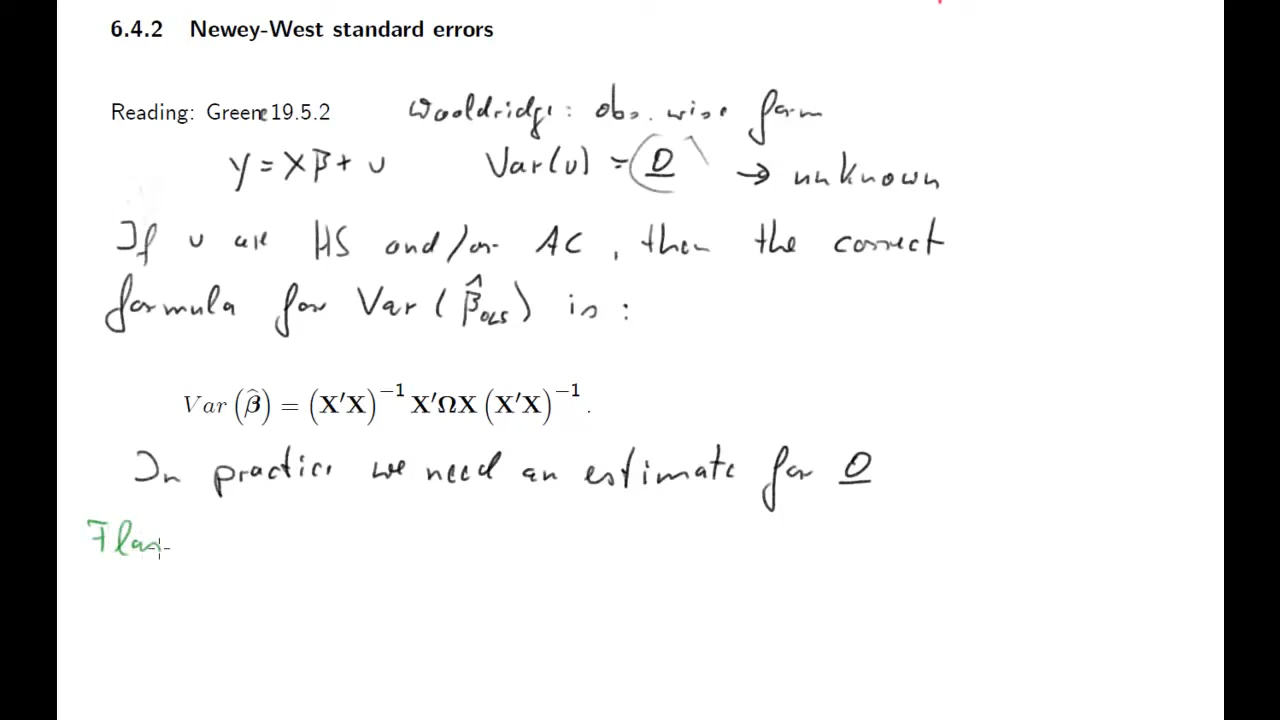 6.4.2 Newey-West standard errors
Reading: Greene 19.5.2 Wooldridge: obs. wise form
y = Xβ + u Var(u) = Ω → unknown
If u are HS and/or AC, then the correct
formula for Var(β̂OLS) is:
Var(β̂) = (X′X)⁻¹ X′ΩX (X′X)⁻¹.
In practice we need an estimate for Ω